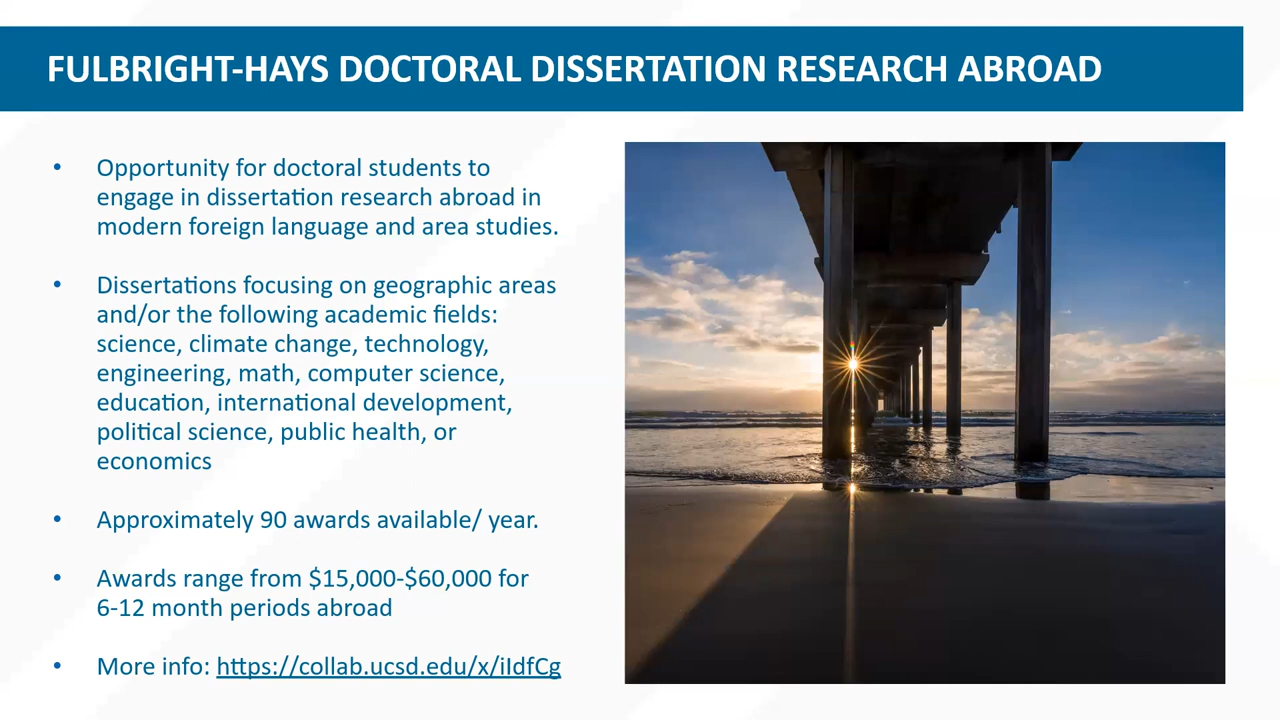 FULBRIGHT-HAYS DOCTORAL DISSERTATION RESEARCH ABROAD
• Opportunity for doctoral students to
engage in dissertation research abroad in
modern foreign language and area studies.
• Dissertations focusing on geographic areas
and/or the following academic fields:
science, climate change, technology,
engineering, math, computer science,
education, international development,
political science, public health, or
economics
• Approximately 90 awards available/ year.
• Awards range from $15,000-$60,000 for
6-12 month periods abroad
• More info: https://collab.ucsd.edu/x/iIdfCg